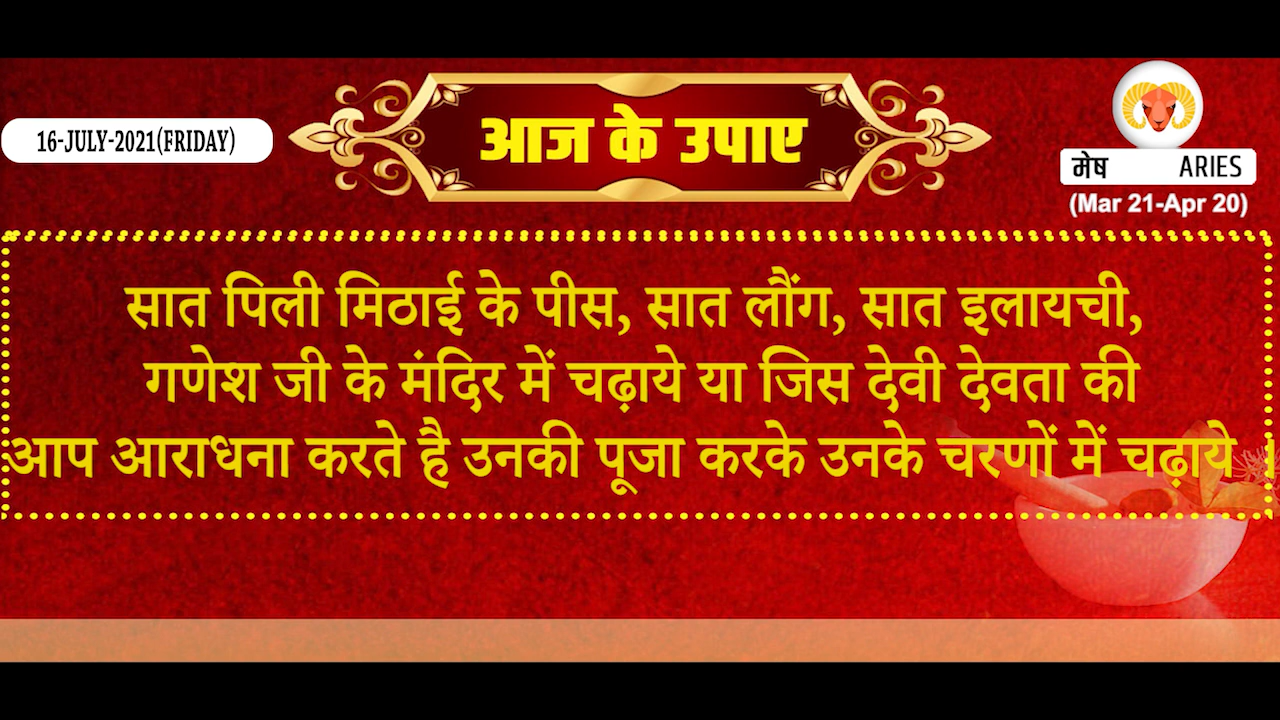 16-JULY-2021(FRIDAY)
आज के उपाए
मेष ARIES
(Mar 21-Apr 20)
सात पिली मिठाई के पीस, सात लौंग, सात इलायची,
गणेश जी के मंदिर में चढ़ाये या जिस देवी देवता की
आप आराधना करते है उनकी पूजा करके उनके चरणों में चढ़ाये ।